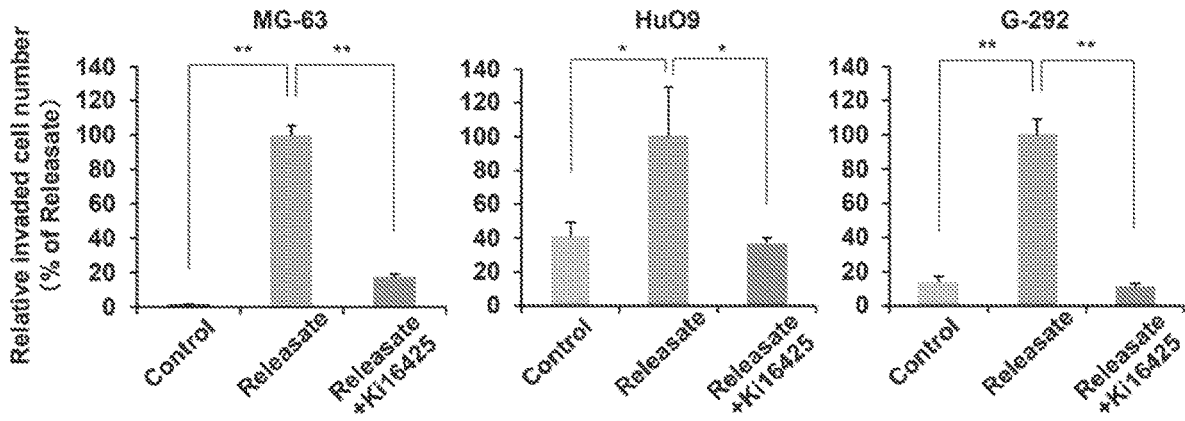 Relative invaded cell number
(% of Releasate)
MG-63
**
**
140
120
100
80
60
40
20
0
Control
Releasate
Releasate
+Ki16425
HuO9
*
*
140
120
100
80
60
40
20
0
Control
Releasate
Releasate
+Ki16425
G-292
**
**
140
120
100
80
60
40
20
0
Control
Releasate
Releasate
+Ki16425